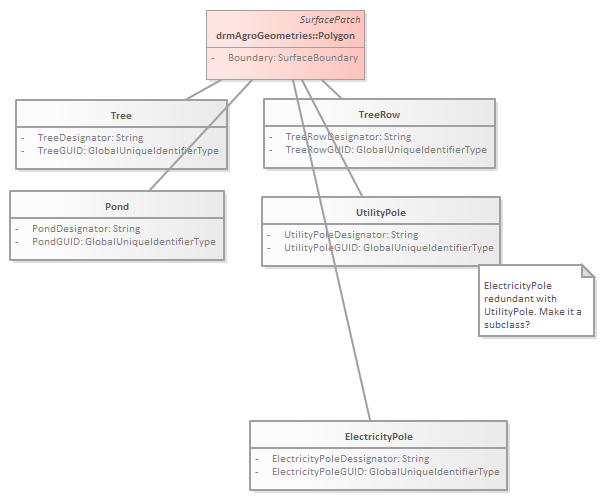 SurfacePatch
drmAgroGeometries::Polygon
- Boundary: SurfaceBoundary
Tree
- TreeDesignator: String
- TreeGUID: GlobalUniqueIdentifierType
TreeRow
- TreeRowDesignator: String
- TreeRowGUID: GlobalUniqueIdentifierType
Pond
- PondDesignator: String
- PondGUID: GlobalUniqueIdentifierType
UtilityPole
- UtilityPoleDesignator: String
- UtilityPoleGUID: GlobalUniqueIdentifierType
ElectricityPole
redundant with
UtilityPole. Make it a
subclass?
ElectricityPole
- ElectricityPoleDessignator: String
- ElectricityPoleGUID: GlobalUniqueIdentifierType